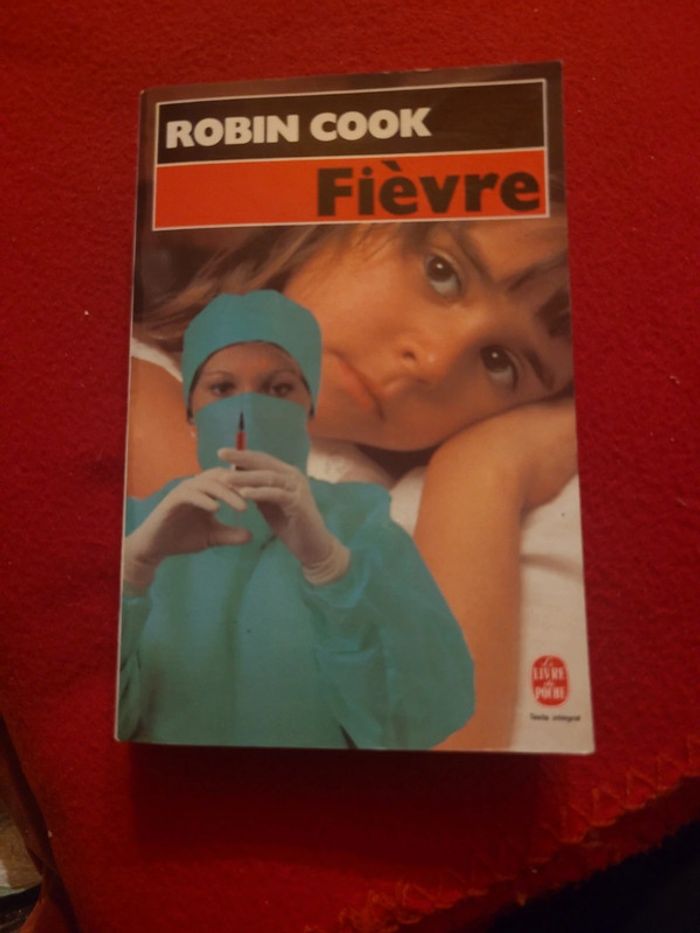 ROBIN COOK
Fièvre
Le
LIVRE
de
POCHE
Texte intégral